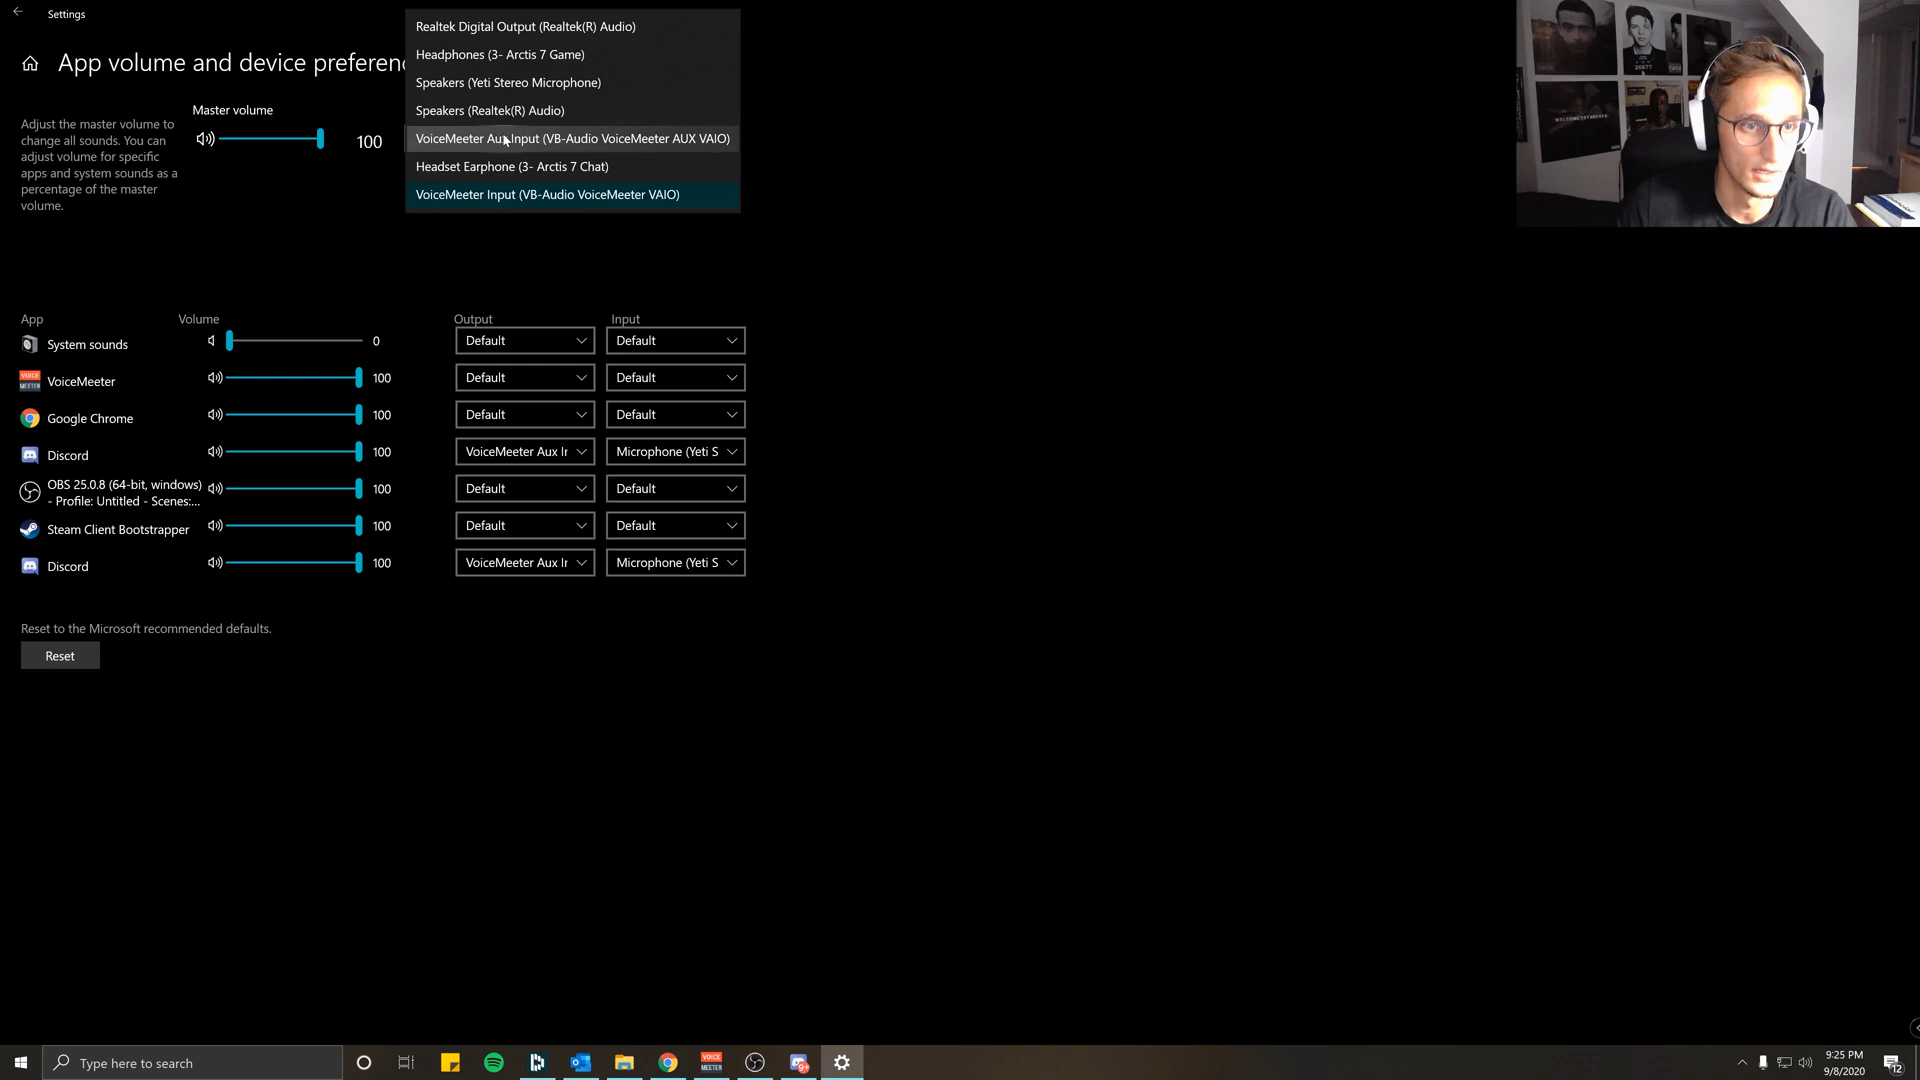 Settings
App volume and device preferenc
Adjust the master volume to
change all sounds. You can
adjust volume for specific
apps and system sounds as a
percentage of the master
volume.
Master volume
100
Realtek Digital Output (Realtek(R) Audio)
Headphones (3- Arctis 7 Game)
Speakers (Yeti Stereo Microphone)
Speakers (Realtek(R) Audio)
VoiceMeeter Aux Input (VB-Audio VoiceMeeter AUX VAIO)
Headset Earphone (3- Arctis 7 Chat)
VoiceMeeter Input (VB-Audio VoiceMeeter VAIO)
App Volume Output Input
System sounds 0 Default Default
VOICE
MEETER
VoiceMeeter 100 Default Default
Google Chrome 100 Default Default
Discord 100 VoiceMeeter Aux Ir Microphone (Yeti S
OBS 25.0.8 (64-bit, windows)
- Profile: Untitled - Scenes:... 100 Default Default
Steam Client Bootstrapper 100 Default Default
Discord 100 VoiceMeeter Aux Ir Microphone (Yeti S
Reset to the Microsoft recommended defaults.
Reset
Type here to search
VOICE
MEETER
9+
9:25 PM
9/8/2020
12